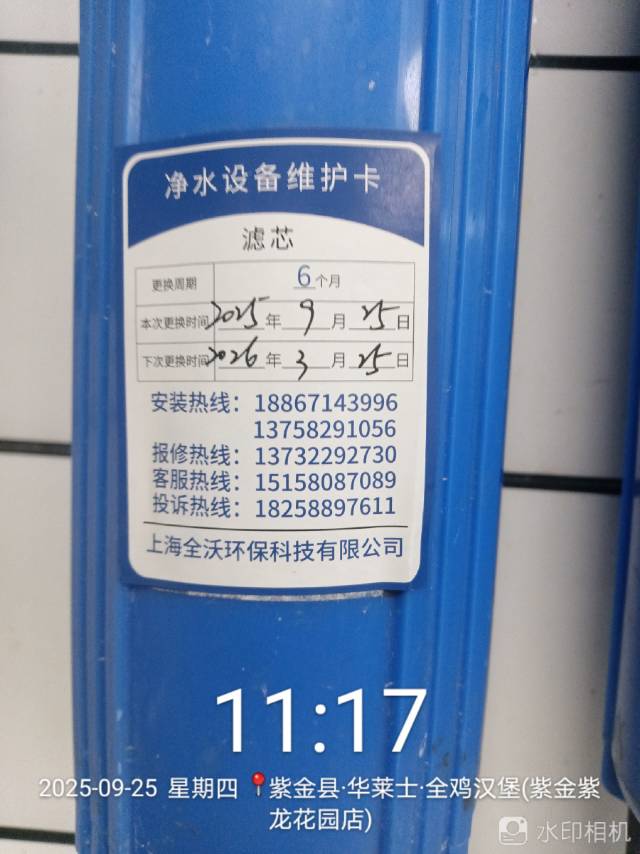 净水设备维护卡
滤芯
更换周期 6个月
本次更换时间 2025年 9月 25日
下次更换时间 2026年 3月 25日
安装热线：18867143996
13758291056
报修热线：13732292730
客服热线：15158087089
投诉热线：18258897611
上海全沃环保科技有限公司
11:17
2025-09-25 星期四 紫金县·华莱士·全鸡汉堡(紫金紫
龙花园店)
水印相机